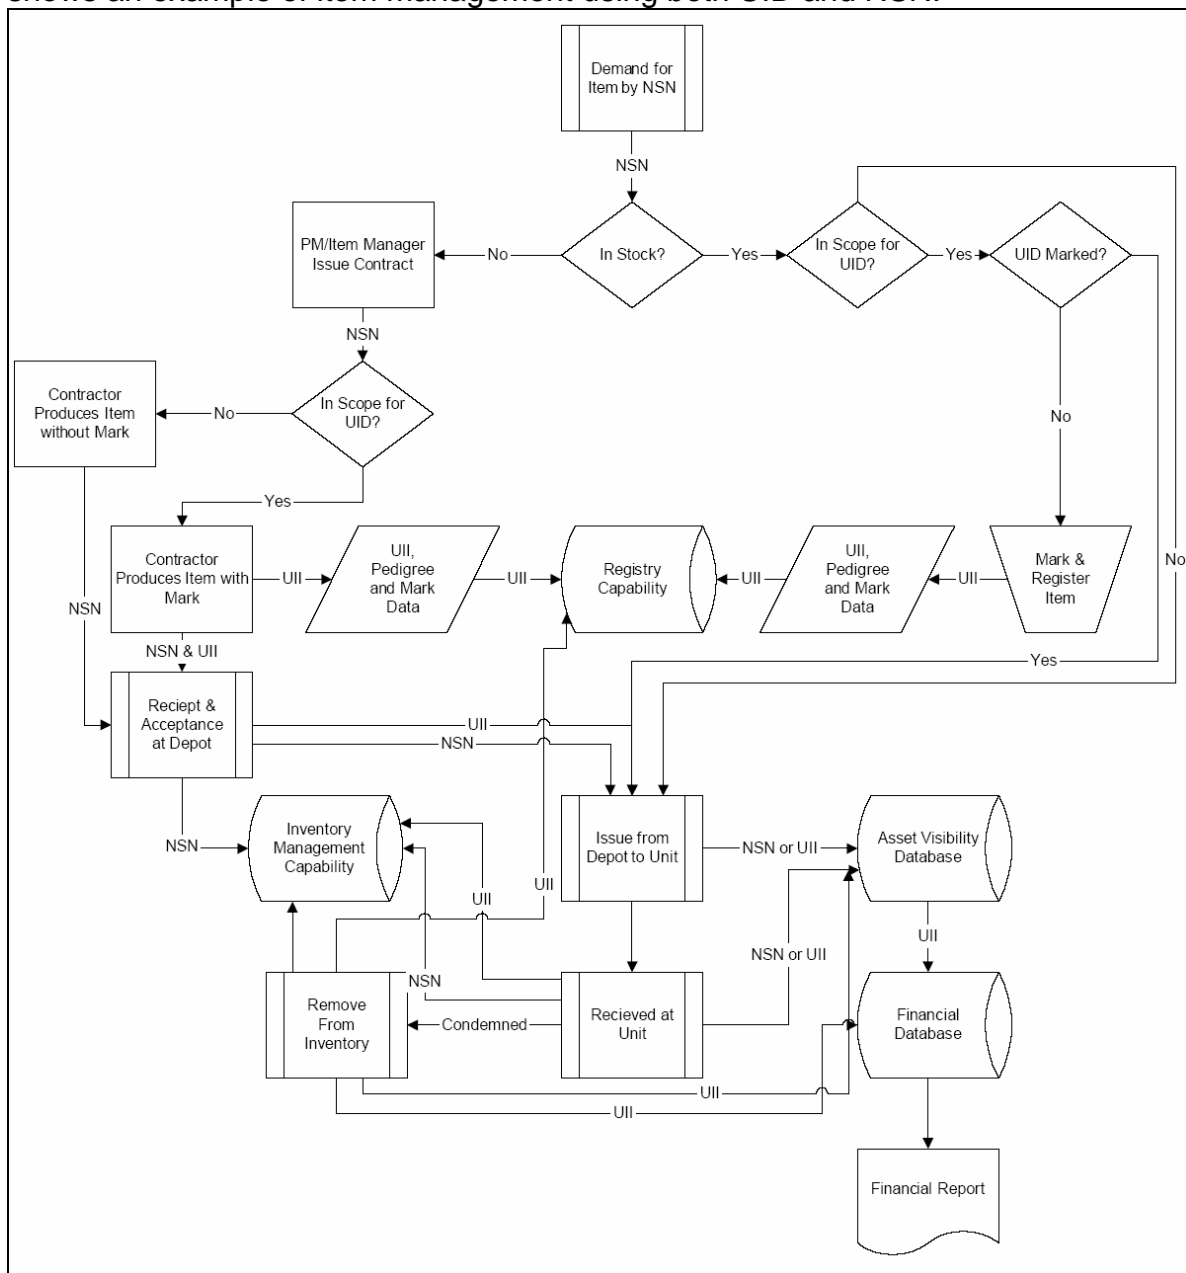 shows an example of item management using both UID and NSN.
Demand for
Item by NSN
NSN
PM/Item Manager
Issue Contract
No
In Stock?
Yes
In Scope for
UID?
Yes
UID Marked?
NSN
Contractor
Produces Item
without Mark
No
In Scope for
UID?
No
Yes
Contractor
Produces Item with
Mark
UII
UII,
Pedigree
and Mark
Data
UII
Registry
Capability
UII
UII,
Pedigree
and Mark
Data
UII
Mark &
Register
Item
No
NSN
NSN & UII
Yes
Reciept &
Acceptance
at Depot
UII
NSN
NSN
Inventory
Management
Capability
UII
UII
Issue from
Depot to Unit
NSN or UII
Asset Visibility
Database
UII
NSN or UII
NSN
Remove
From
Inventory
Condemned
Recieved at
Unit
Financial
Database
UII
UII
Financial Report